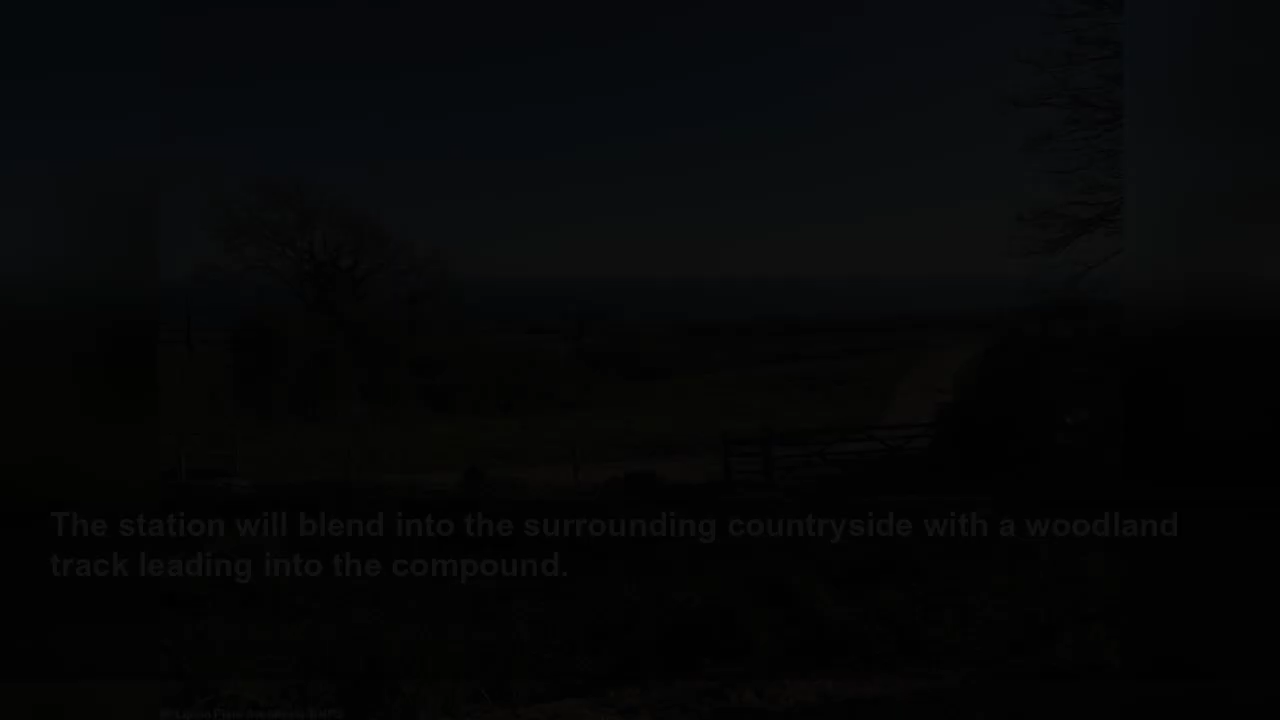 The station will blend into the surrounding countryside with a woodland
track leading into the compound.